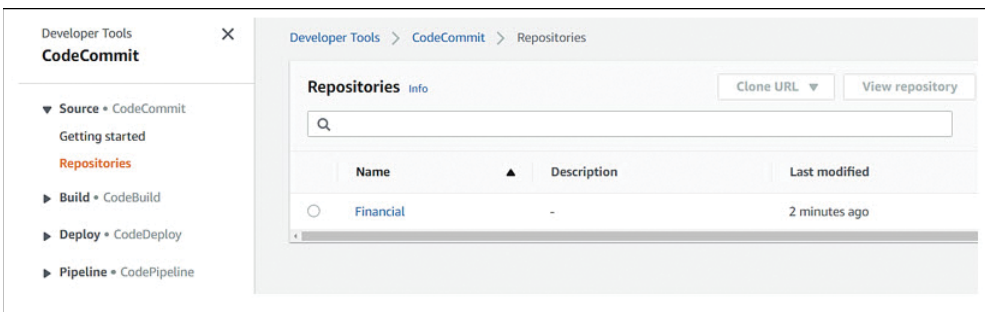 Developer Tools
CodeCommit
Source • CodeCommit
Getting started
Repositories
Build • CodeBuild
Deploy • CodeDeploy
Pipeline • CodePipeline
Developer Tools > CodeCommit > Repositories
Repositories Info Clone URL View repository
Name Description Last modified
Financial - 2 minutes ago